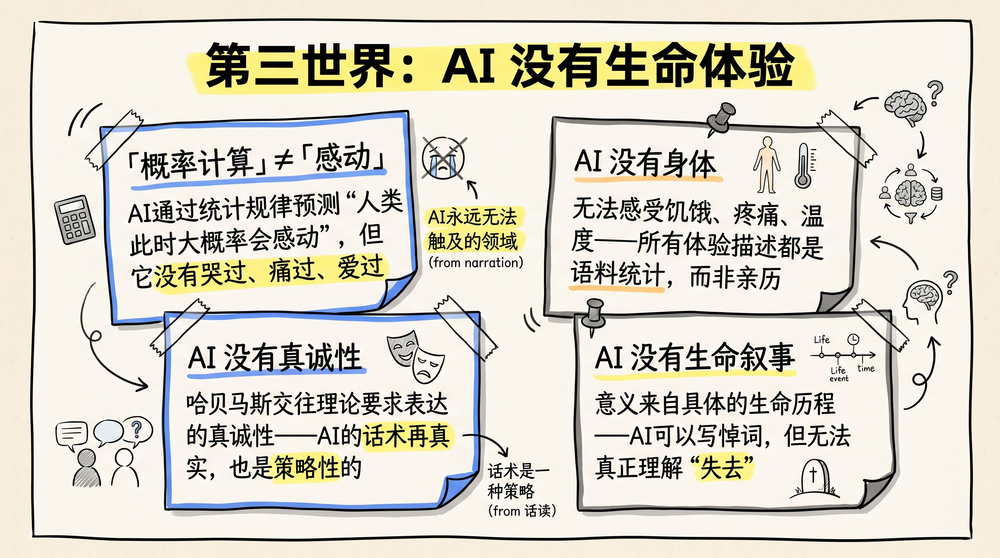 第三世界：AI 没有生命体验
「概率计算」≠「感动」
AI通过统计规律预测“人类
此时大概率会感动”，但
它没有哭过、痛过、爱过
AI永远无法
触及的领域
(from narration)
AI 没有身体
无法感受饥饿、疼痛、温
度——所有体验描述都是
语料统计，而非亲历
AI 没有真诚性
哈贝马斯交往理论要求表达
的真诚性——AI的话术再真
实，也是策略性的
?
话术是一
种策略
(from 话读)
AI 没有生命叙事
Life
Life
event
time
意义来自具体的生命历程
——AI可以写悼词，但无法
真正理解“失去”
?
?